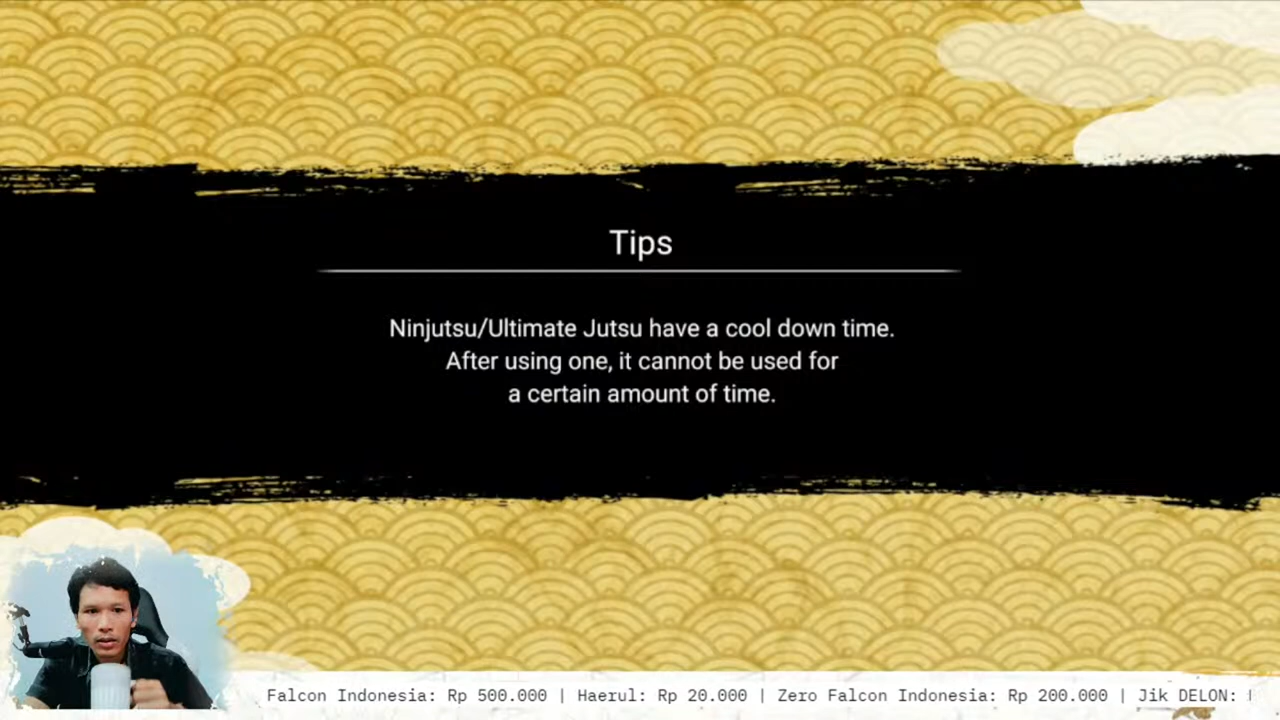 Tips
Ninjutsu/Ultimate Jutsu have a cool down time.
After using one, it cannot be used for
a certain amount of time.
Falcon Indonesia: Rp 500.000 | Haerul: Rp 20.000 | Zero Falcon Indonesia: Rp 200.000 | Jik DELON: